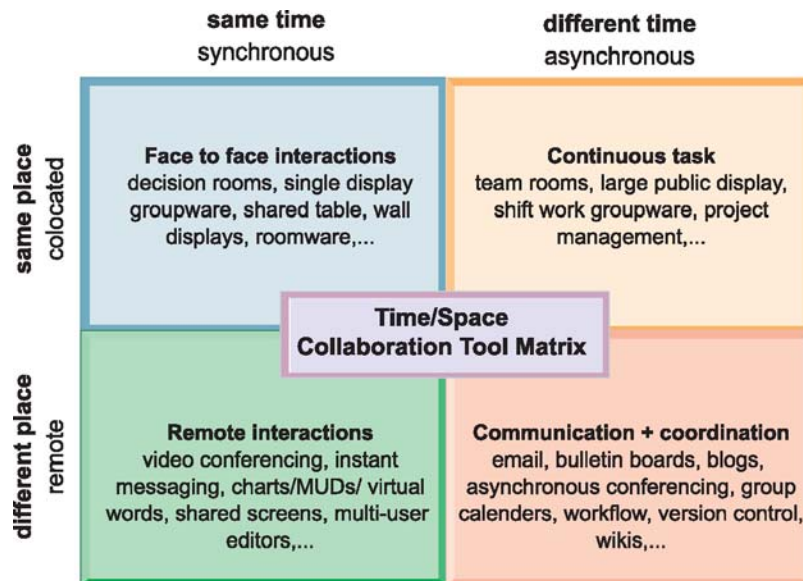 same time
synchronous
different time
asynchronous
same place
colocated
Face to face interactions
decision rooms, single display
groupware, shared table, wall
displays, roomware,...
Continuous task
team rooms, large public display,
shift work groupware, project
management,...
Time/Space
Collaboration Tool Matrix
different place
remote
Remote interactions
video conferencing, instant
messaging, charts/MUDs/ virtual
words, shared screens, multi-user
editors,...
Communication + coordination
email, bulletin boards, blogs,
asynchronous conferencing, group
calenders, workflow, version control,
wikis,...